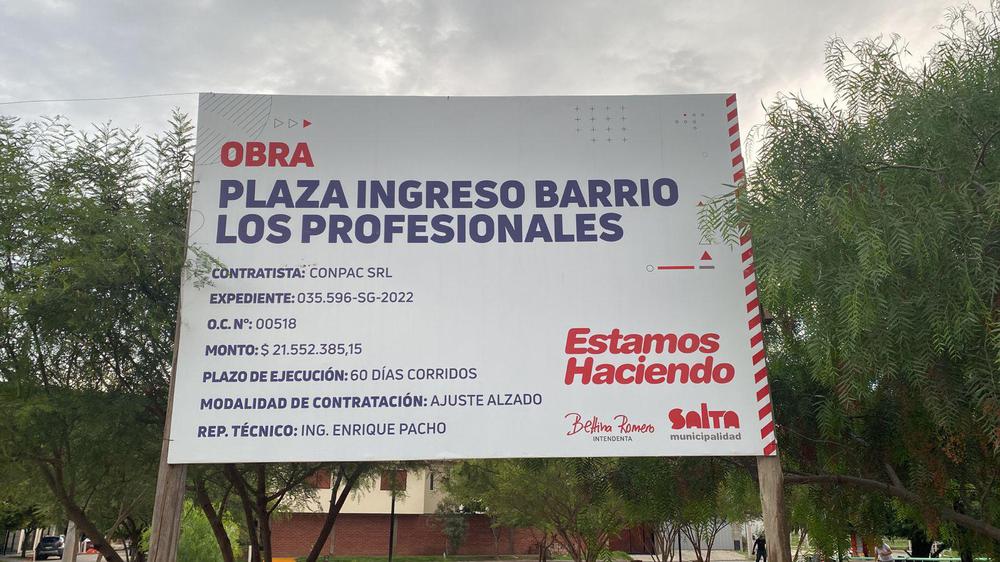 OBRA
PLAZA INGRESO BARRIO
LOS PROFESIONALES
CONTRATISTA: CONPAC SRL
EXPEDIENTE: 035.596-SG-2022
O.C. N°: 00518
MONTO: $ 21.552.385,15
PLAZO DE EJECUCIÓN: 60 DÍAS CORRIDOS
MODALIDAD DE CONTRATACIÓN: AJUSTE ALZADO
REP. TÉCNICO: ING. ENRIQUE PACHO
Estamos
Haciendo
Bettina Romero
INTENDENTA
SALTA
municipalidad